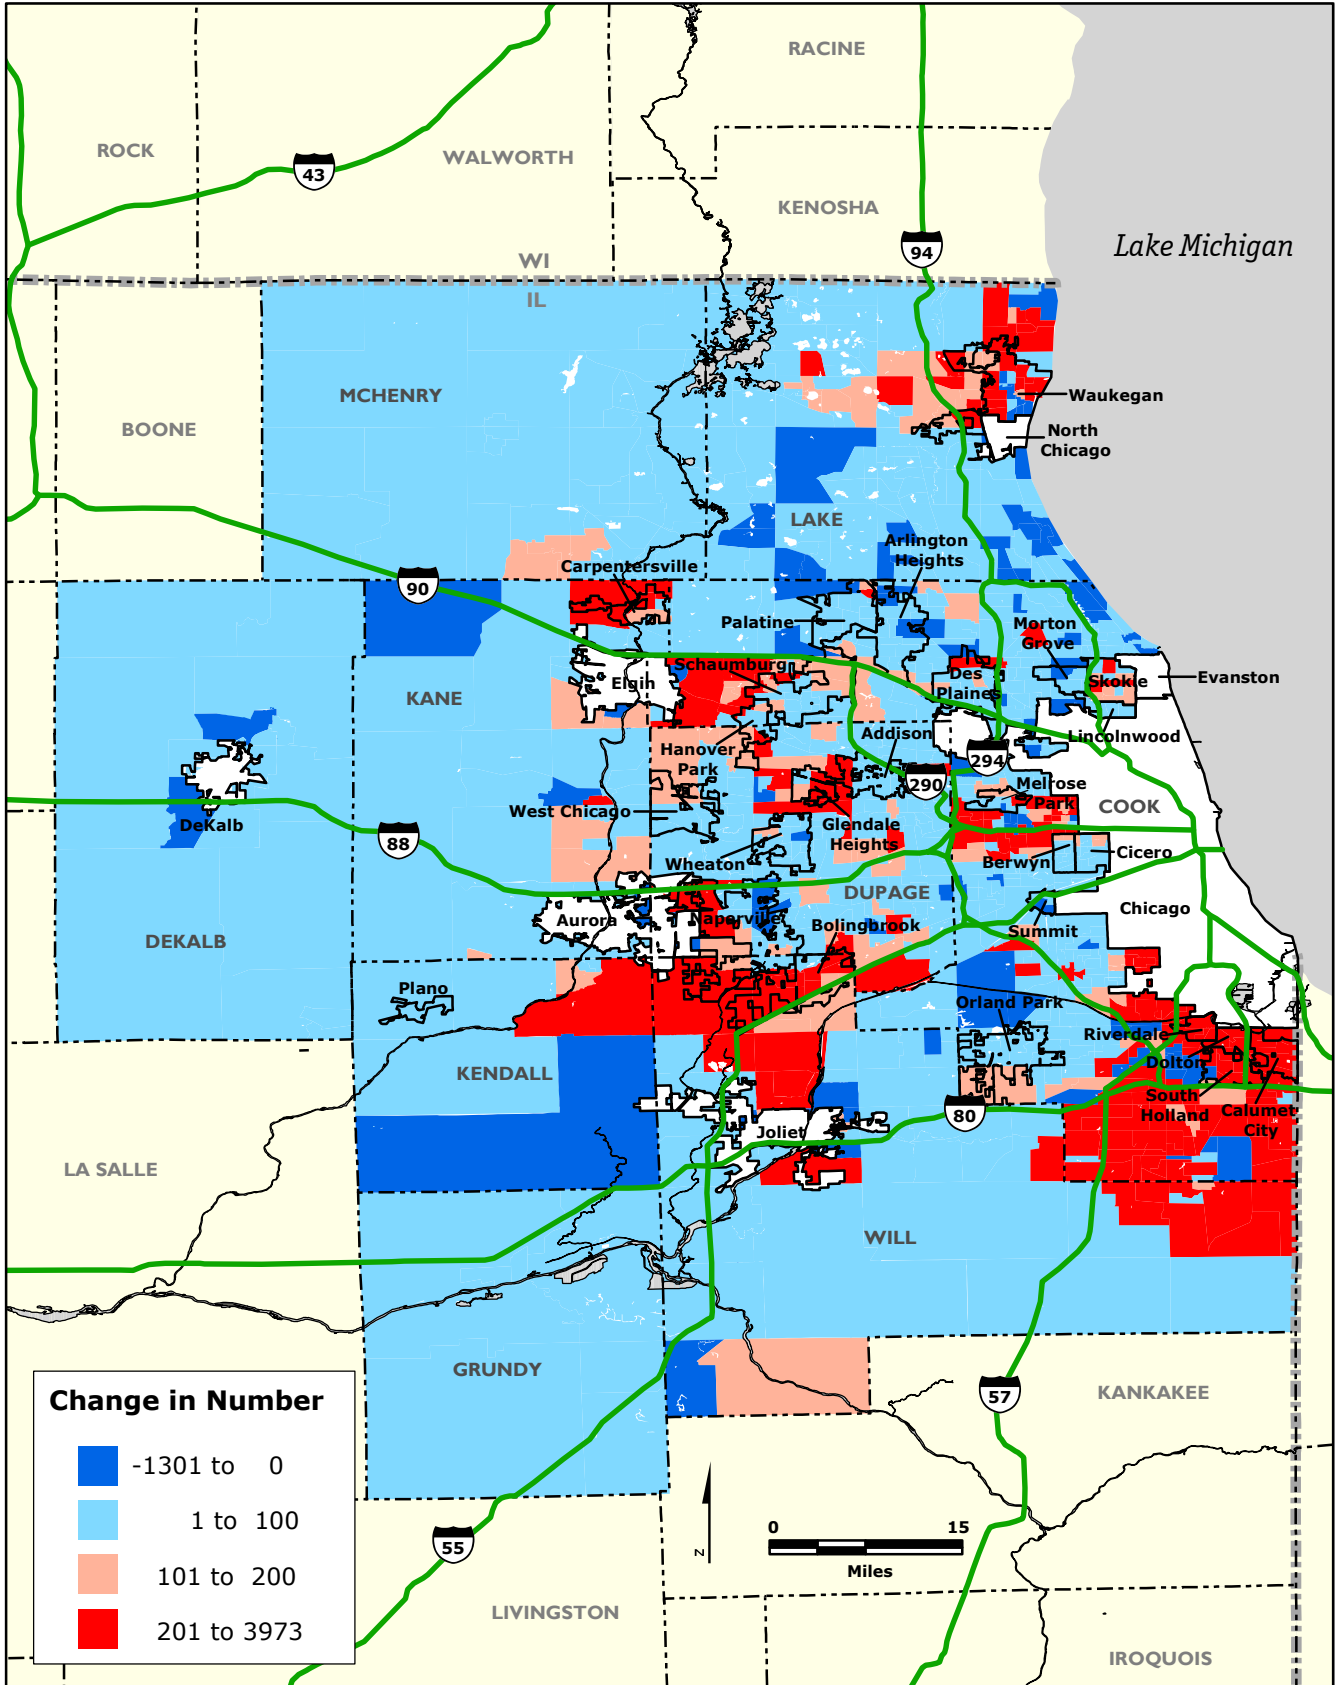 RACINE
ROCK
43
WALWORTH
KENOSHA
94
Lake Michigan
WI
IL
MCHENRY
BOONE
Waukegan
North
Chicago
LAKE
Arlington
Heights
Carpentersville
90
Palatine
Morton
Grove
Schaumburg
Elgin
Des
Plaines
Skokie
Evanston
KANE
Hanover
Park
Addison
Lincolnwood
294
290
Melrose
Park
COOK
West Chicago
DeKalb
88
Glendale
Heights
Wheaton
Berwyn
Cicero
DUPAGE
Aurora
Naperville
Bolingbrook
Chicago
Summit
DEKALB
Plano
Orland Park
Riverdale
Dolton
KENDALL
South
Holland
Calumet
City
80
Joliet
LA SALLE
WILL
GRUNDY
57
KANKAKEE
Change in Number
-1301 to 0
1 to 100
101 to 200
201 to 3973
55
N
0 15
Miles
LIVINGSTON
IROQUOIS